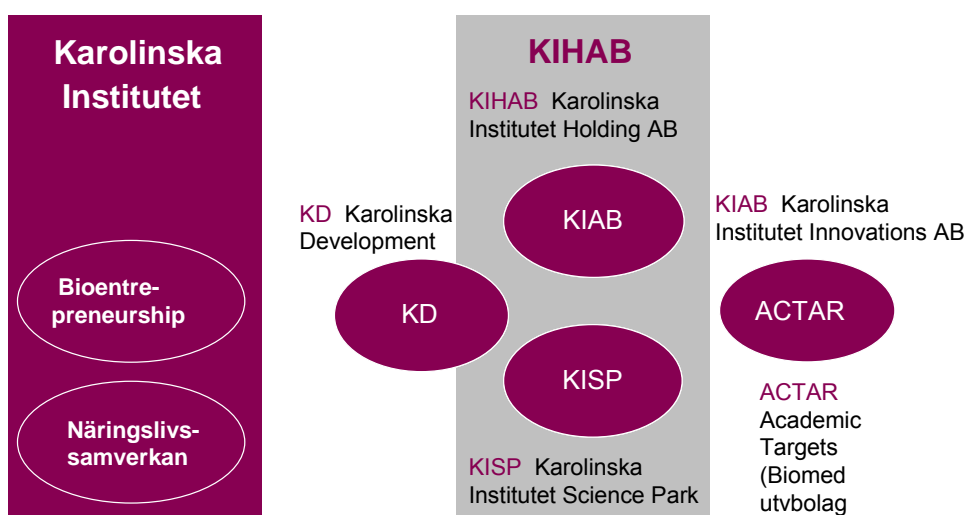 Karolinska
Institutet
Bioentre-
preneurship
Näringslivs-
samverkan
KIHAB
KIHAB Karolinska
Institutet Holding AB
KD Karolinska
Development
KIAB
KIAB Karolinska
Institutet Innovations AB
KD
ACTAR
KISP
KISP Karolinska
Institutet Science Park
ACTAR
Academic
Targets
(Biomed
utvbolag